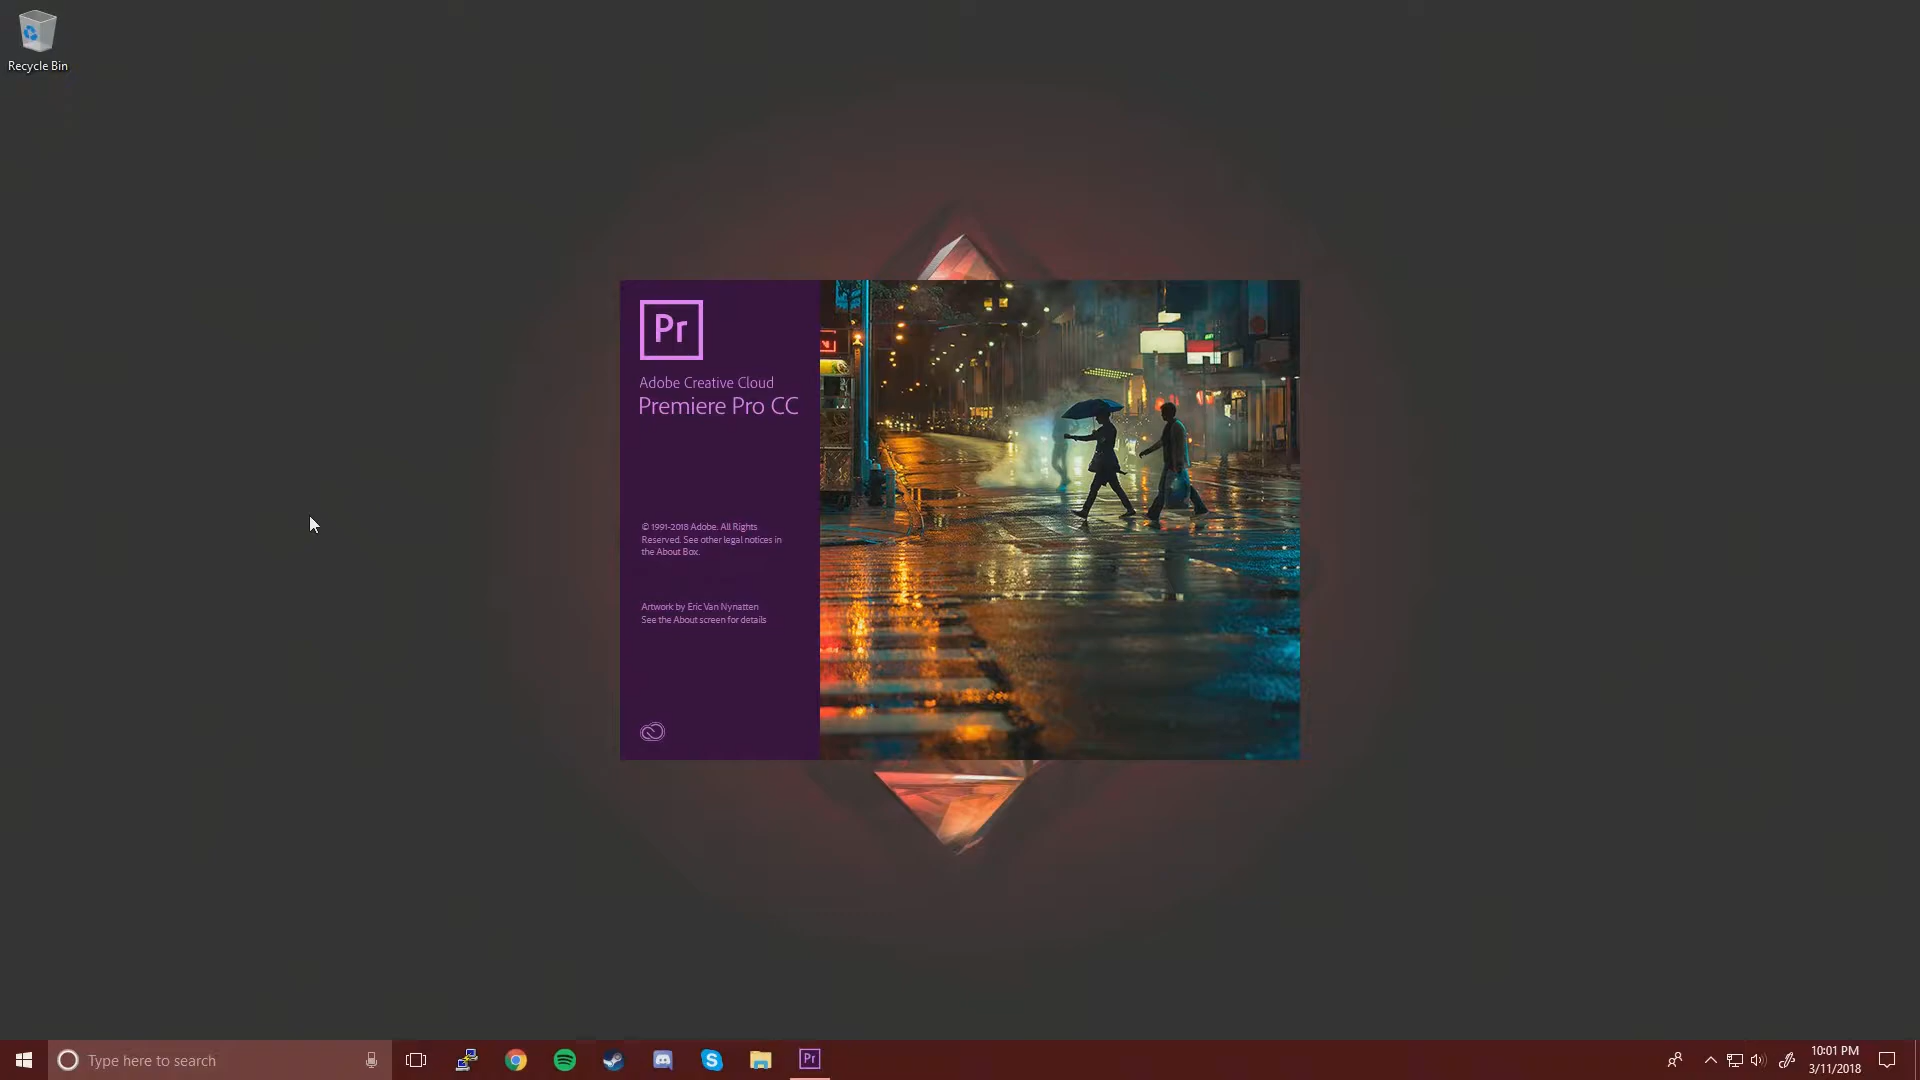 Recycle Bin
Pr
Adobe Creative Cloud
Premiere Pro CC
© 1991-2018 Adobe. All Rights
Reserved. See other legal notices in
the About Box.
Artwork by Eric Van Nynatten
See the About screen for details
Type here to search
Pr
10:01 PM
3/11/2018